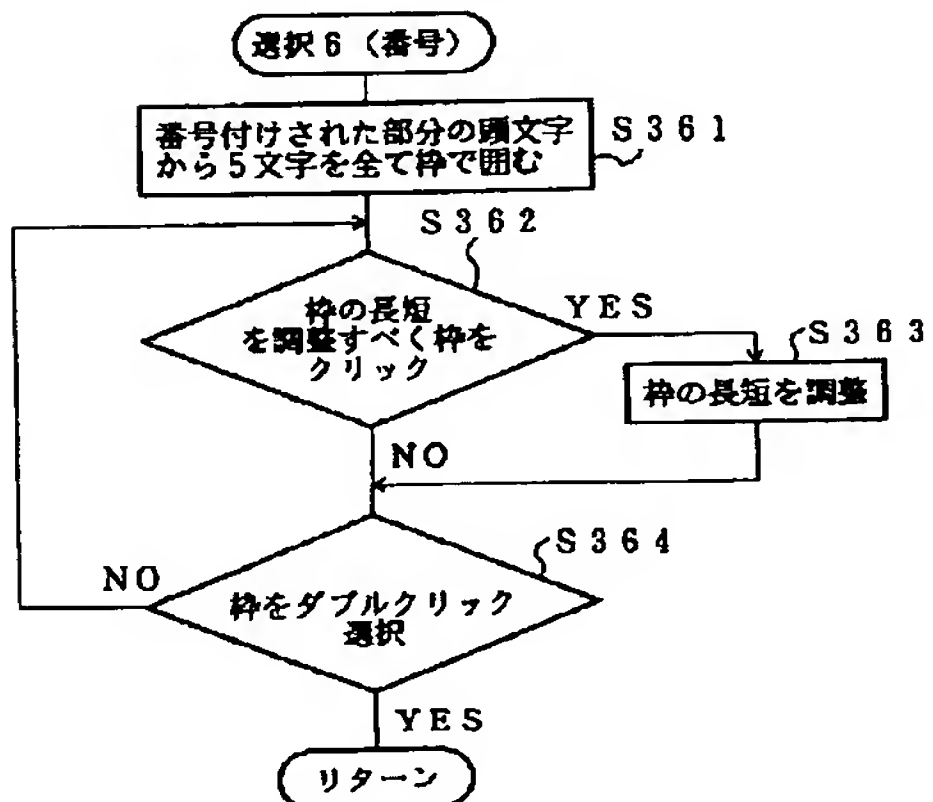 選択6（番号）
番号付けされた部分の頭文字
から5文字を全て枠で囲む
S361
S362
枠の長短
を調整すべく枠を
クリック
YES
S363
枠の長短を調整
NO
S364
NO
枠をダブルクリック
選択
YES
リターン